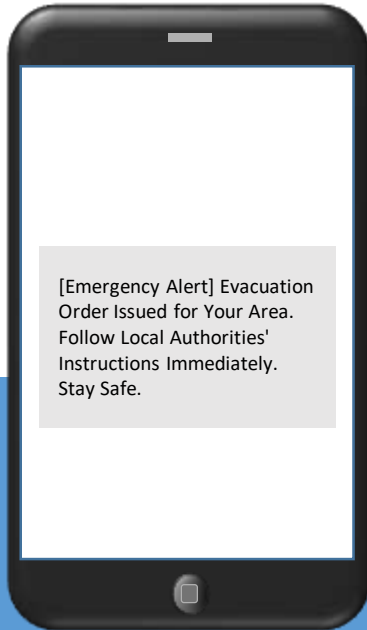 [Emergency Alert] Evacuation
Order Issued for Your Area.
Follow Local Authorities'
Instructions Immediately.
Stay Safe.